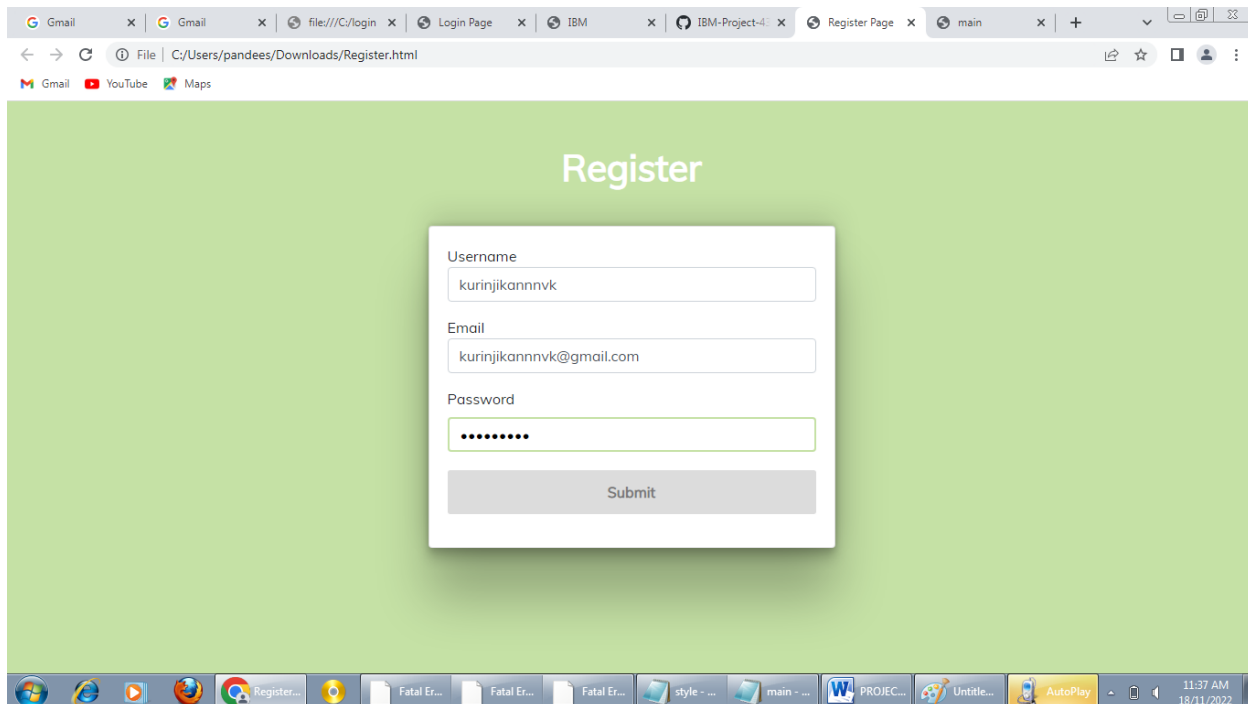 Gmail Gmail file:///C:/login Login Page IBM IBM-Project-4 Register Page main
File C:/Users/pandees/Downloads/Register.html
Gmail YouTube Maps
Register
Username
kurinjikannnvk
Email
kurinjikannnvk@gmail.com
Password
•••••••••
Submit
Register... Fatal Er... Fatal Er... Fatal Er... style - ... main - ... PROJEC... Untitle... AutoPlay 11:37 AM
18/11/2022